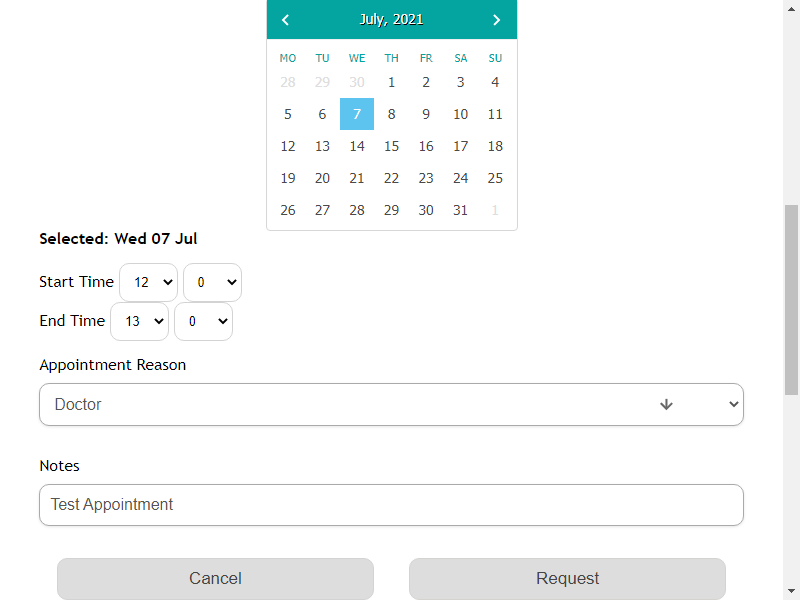 July, 2021
MO TU WE TH FR SA SU
28 29 30 1 2 3 4
5 6 7 8 9 10 11
12 13 14 15 16 17 18
19 20 21 22 23 24 25
26 27 28 29 30 31 1
Selected: Wed 07 Jul
Start Time 12 0
End Time 13 0
Appointment Reason
Doctor
Notes
Test Appointment
Cancel Request